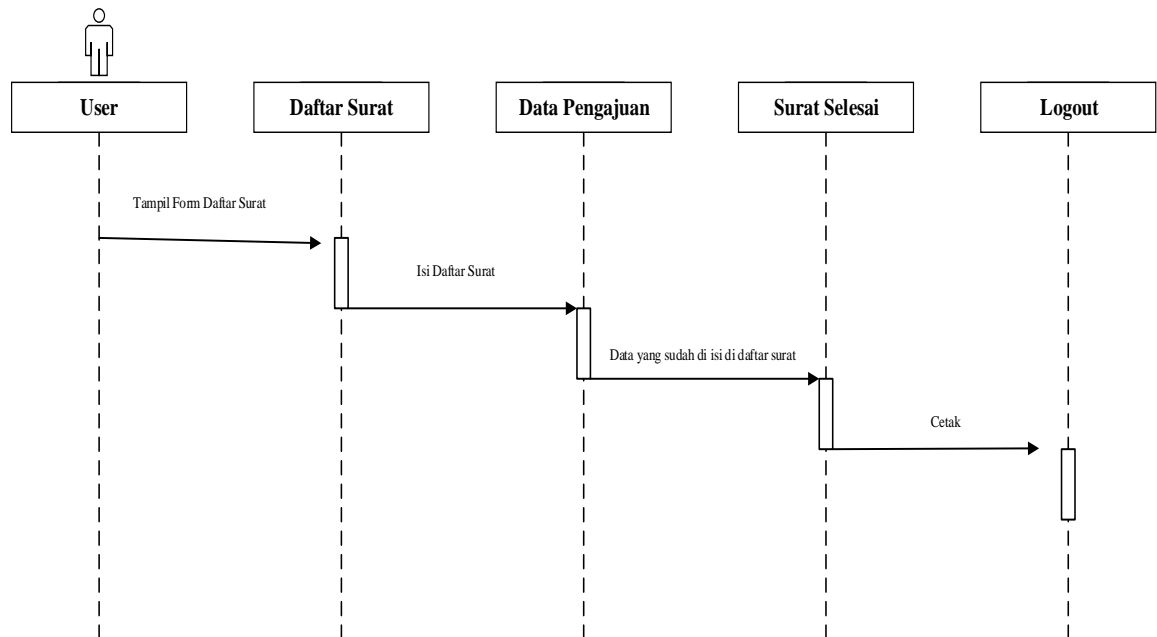 User
Daftar Surat
Data Pengajuan
Surat Selesai
Logout
Tampil Form Daftar Surat
Isi Daftar Surat
Data yang sudah di isi di daftar surat
Cetak